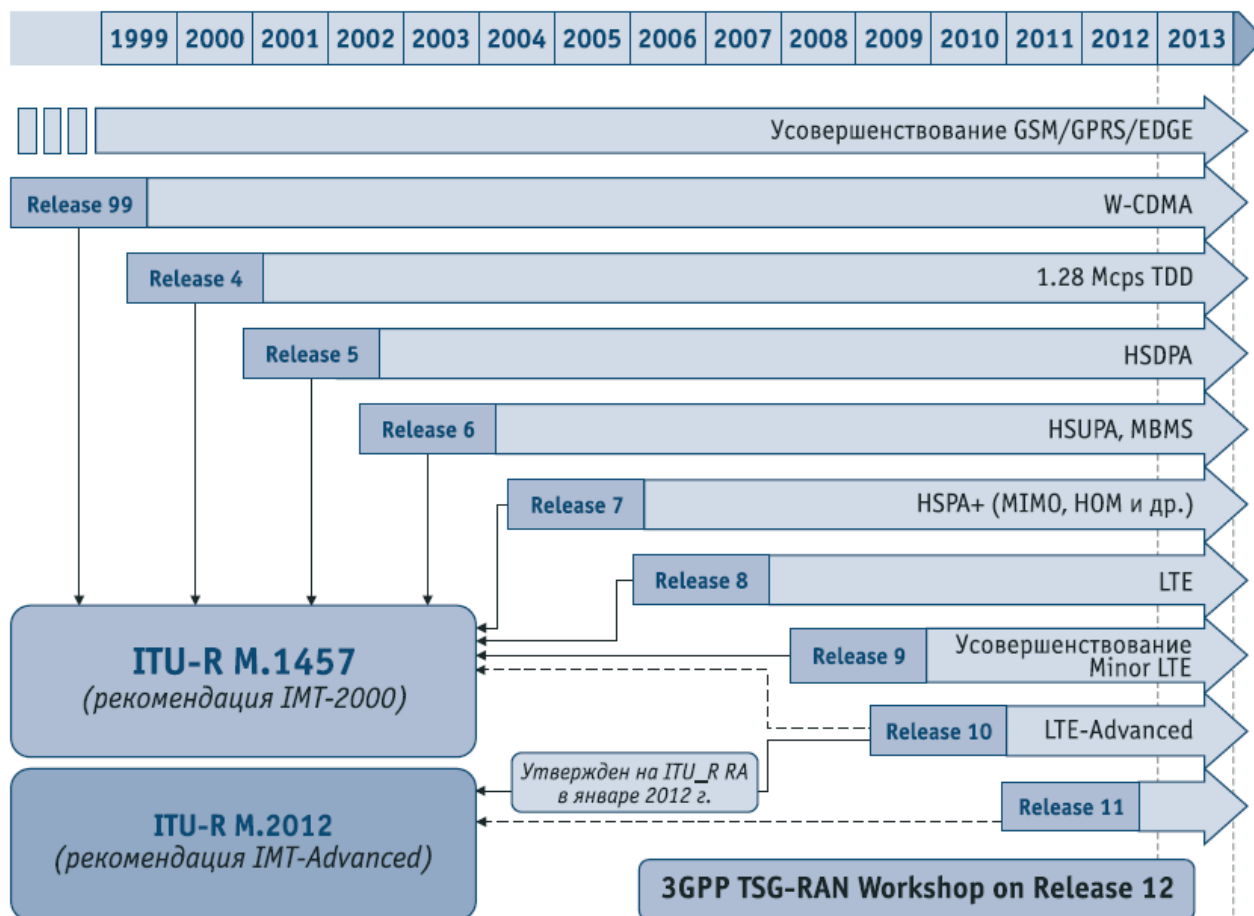 1999 2000 2001 2002 2003 2004 2005 2006 2007 2008 2009 2010 2011 2012 2013
Усовершенствование GSM/GPRS/EDGE
Release 99
W-CDMA
Release 4
1.28 Mcps TDD
Release 5
HSDPA
Release 6
HSUPA, MBMS
Release 7
HSPA+ (MIMO, HOM и др.)
Release 8
LTE
ITU-R M.1457
(рекомендация IMT-2000)
Release 9
Усовершенствование
Minor LTE
Release 10
LTE-Advanced
Утвержден на ITU_R RA
в январе 2012 г.
Release 11
ITU-R M.2012
(рекомендация IMT-Advanced)
3GPP TSG-RAN Workshop on Release 12